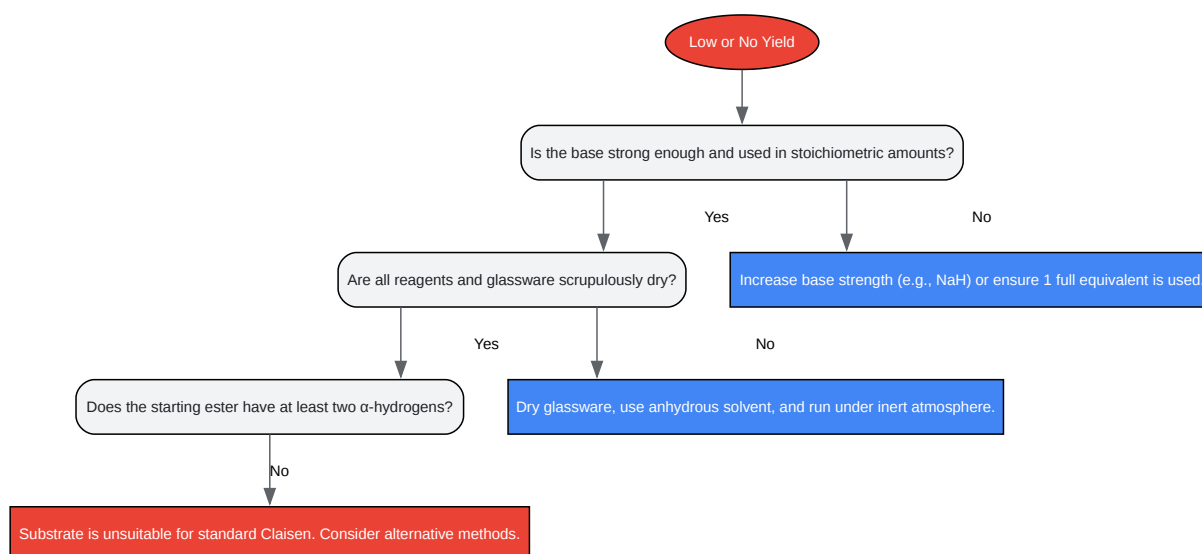 Low or No Yield
Is the base strong enough and used in stoichiometric amounts?
Yes
No
Are all reagents and glassware scrupulously dry?
Increase base strength (e.g., NaH) or ensure 1 full equivalent is used.
Yes
No
Does the starting ester have at least two α-hydrogens?
Dry glassware, use anhydrous solvent, and run under inert atmosphere.
No
Substrate is unsuitable for standard Claisen. Consider alternative methods.